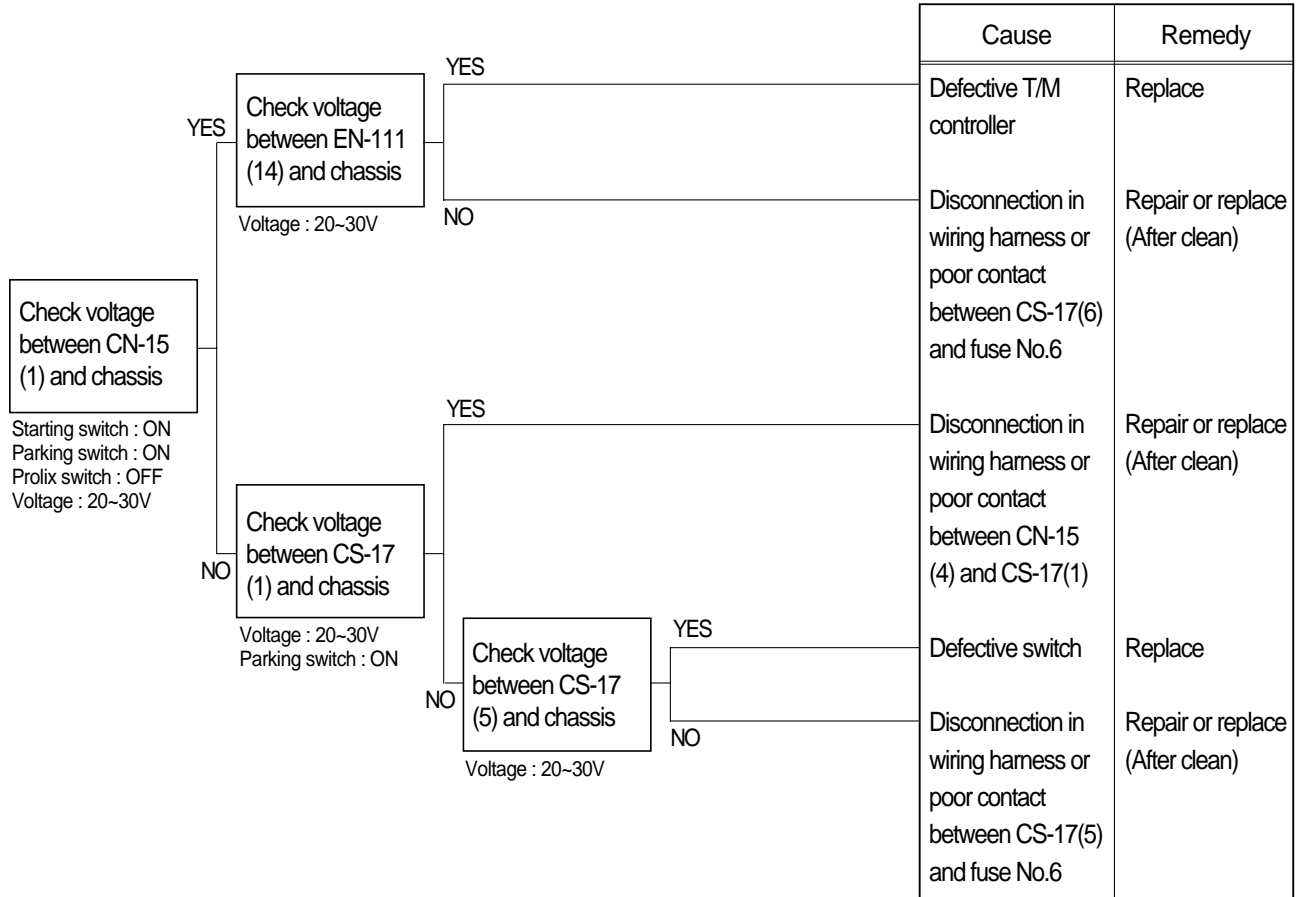 Cause
Remedy
YES
Defective T/M
controller
Replace
Check voltage
between EN-111
(14) and chassis
YES
Voltage : 20~30V
NO
Disconnection in
wiring harness or
poor contact
between CS-17(6)
and fuse No.6
Repair or replace
(After clean)
Check voltage
between CN-15
(1) and chassis
Starting switch : ON
Parking switch : ON
Prolix switch : OFF
Voltage : 20~30V
YES
Disconnection in
wiring harness or
poor contact
between CN-15
(4) and CS-17(1)
Repair or replace
(After clean)
NO
Check voltage
between CS-17
(1) and chassis
Voltage : 20~30V
Parking switch : ON
NO
Check voltage
between CS-17
(5) and chassis
Voltage : 20~30V
YES
Defective switch
Replace
NO
Disconnection in
wiring harness or
poor contact
between CS-17(5)
and fuse No.6
Repair or replace
(After clean)